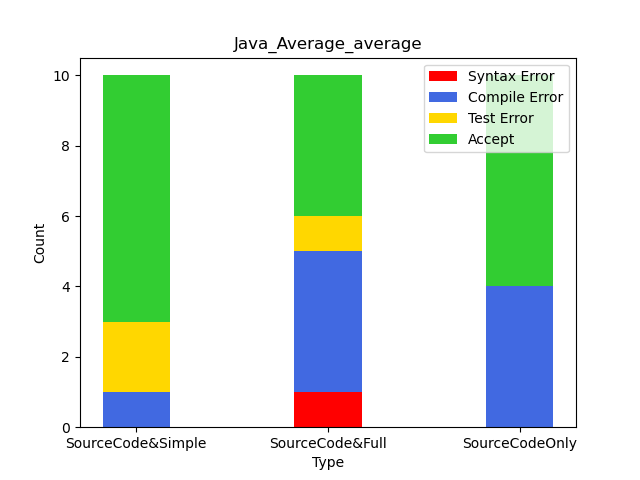 Java_Average_average
Syntax Error
Compile Error
Test Error
Accept
10
8
6
4
2
0
Count
SourceCode&Simple
SourceCode&Full
SourceCodeOnly
Type